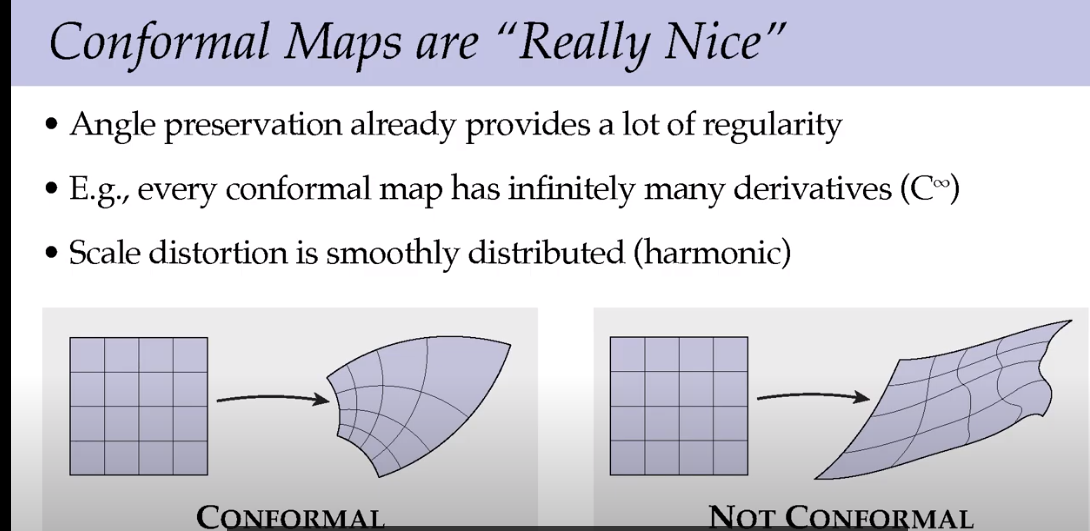 Conformal Maps are “Really Nice”
• Angle preservation already provides a lot of regularity
• E.g., every conformal map has infinitely many derivatives (C∞)
• Scale distortion is smoothly distributed (harmonic)
CONFORMAL
NOT CONFORMAL